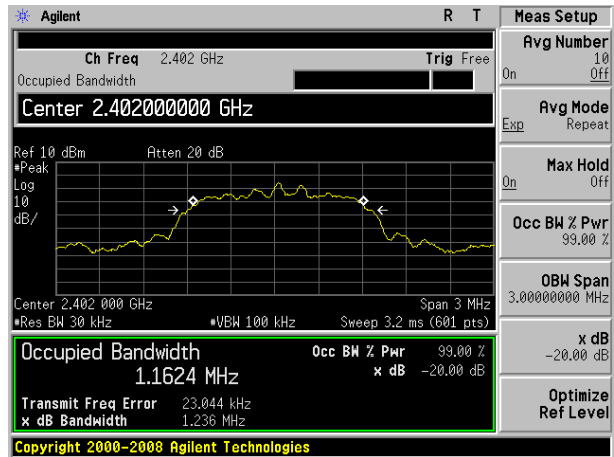 Agilent R T
Ch Freq 2.402 GHz Trig Free
Occupied Bandwidth
Center 2.402000000 GHz
Ref 10 dBm Atten 20 dB
#Peak
Log
10
dB/
Center 2.402 000 GHz Span 3 MHz
#Res BW 30 kHz #VBW 100 kHz Sweep 3.2 ms (601 pts)
Occupied Bandwidth Occ BW % Pwr 99.00 %
1.1624 MHz x dB -20.00 dB
Transmit Freq Error 23.044 kHz
x dB Bandwidth 1.236 MHz
Copyright 2000-2008 Agilent Technologies
Meas Setup
Avg Number
10
On Off
Avg Mode
Exp Repeat
Max Hold
On Off
Occ BW % Pwr
99.00 %
OBW Span
3.00000000 MHz
x dB
-20.00 dB
Optimize
Ref Level